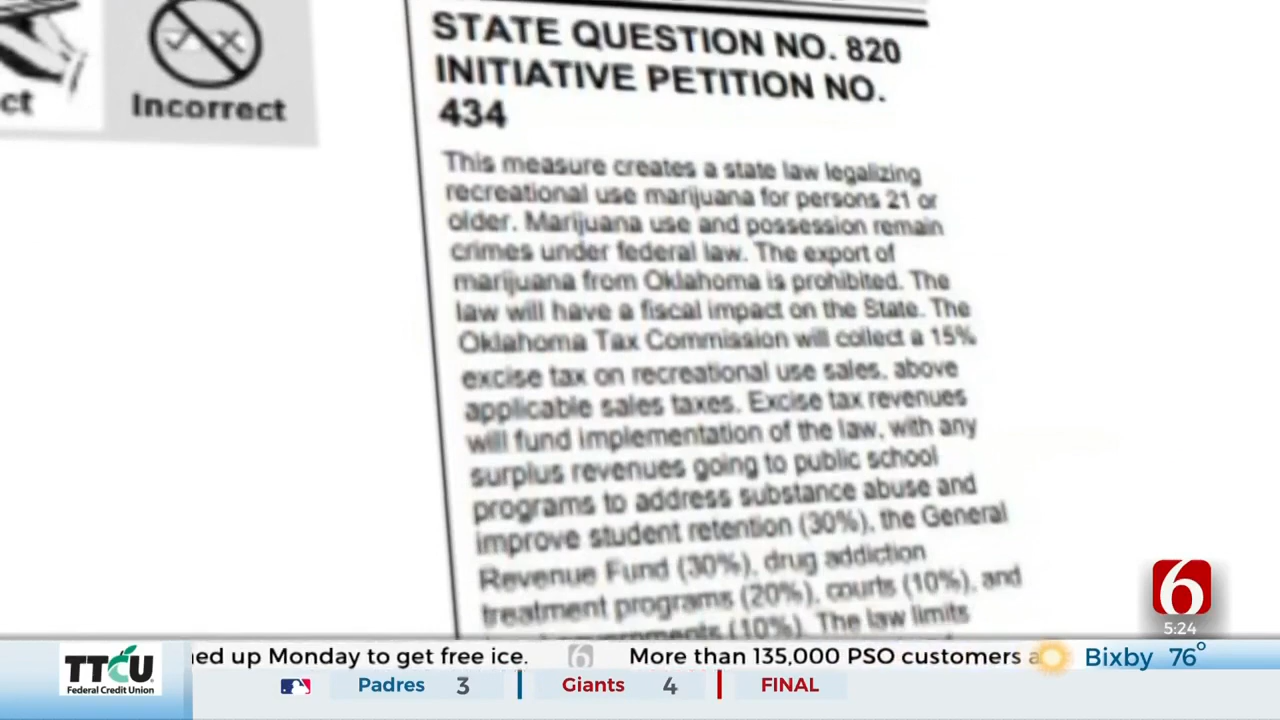 ct
Incorrect
STATE QUESTION NO. 820
INITIATIVE PETITION NO.
434
This measure creates a state law legalizing
recreational use marijuana for persons 21 or
older. Marijuana use and possession remain
crimes under federal law. The export of
marijuana from Oklahoma is prohibited. The
law will have a fiscal impact on the State. The
Oklahoma Tax Commission will collect a 15%
excise tax on recreational use sales, above
applicable sales taxes. Excise tax revenues
will fund implementation of the law, with any
surplus revenues going to public school
programs to address substance abuse and
improve student retention (30%), the General
Revenue Fund (30%), drug addiction
treatment programs (20%), courts (10%), and
(10%). The law limits
6
5:24
TTCU
Federal Credit Union
ned up Monday to get free ice. 6 More than 135,000 PSO customers a
Bixby 76°
Padres 3 Giants 4 FINAL